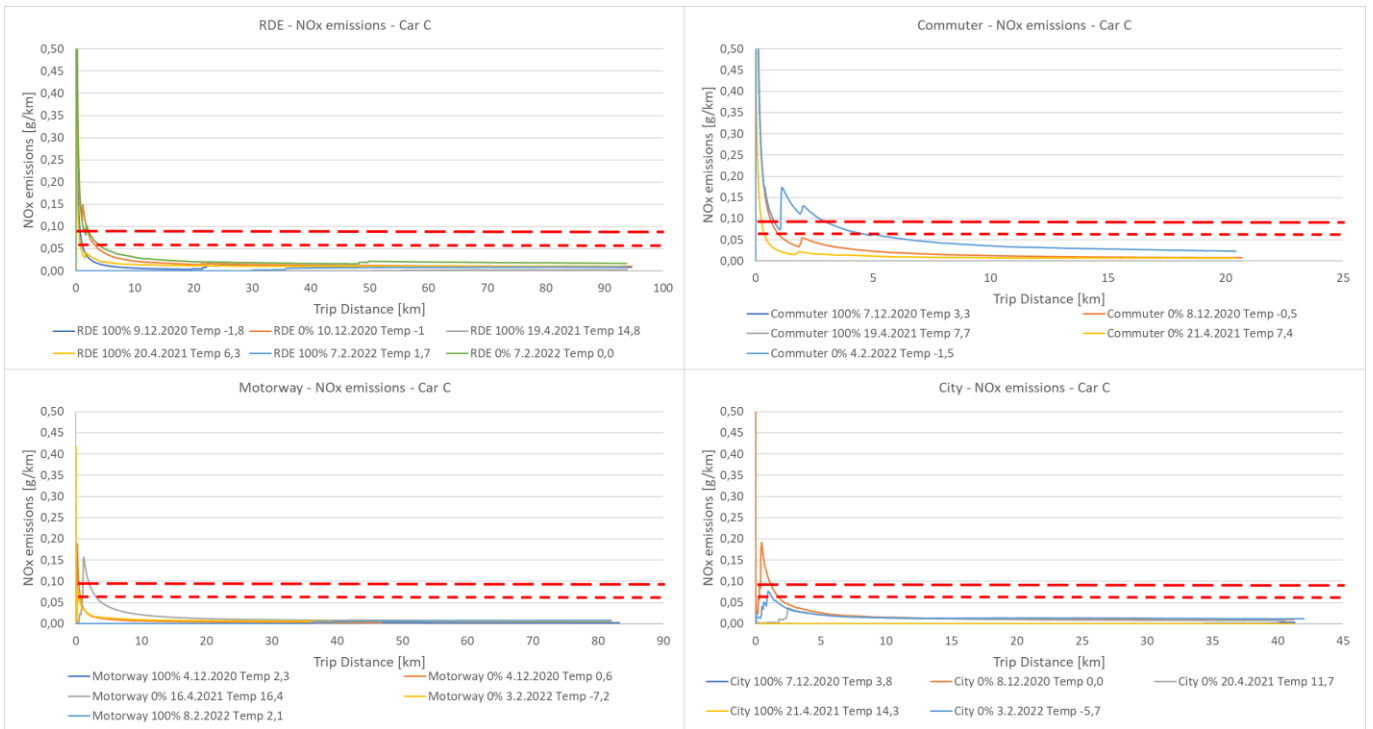 RDE - NOx emissions - Car C
NOx emissions [g/km]
0,50
0,45
0,40
0,35
0,30
0,25
0,20
0,15
0,10
0,05
0,00
0 10 20 30 40 50 60 70 80 90 100
Trip Distance [km]
RDE 100% 9.12.2020 Temp -1,8 RDE 0% 10.12.2020 Temp -1 RDE 100% 19.4.2021 Temp 14,8
RDE 100% 20.4.2021 Temp 6,3 RDE 100% 7.2.2022 Temp 1,7 RDE 0% 7.2.2022 Temp 0,0
Commuter - NOx emissions - Car C
NOx emissions [g/km]
0,50
0,45
0,40
0,35
0,30
0,25
0,20
0,15
0,10
0,05
0,00
0 5 10 15 20 25
Trip Distance [km]
Commuter 100% 7.12.2020 Temp 3,3 Commuter 0% 8.12.2020 Temp -0,5
Commuter 100% 19.4.2021 Temp 7,7 Commuter 0% 21.4.2021 Temp 7,4
Commuter 0% 4.2.2022 Temp -1,5
Motorway - NOx emissions - Car C
NOx emissions [g/km]
0,50
0,45
0,40
0,35
0,30
0,25
0,20
0,15
0,10
0,05
0,00
0 10 20 30 40 50 60 70 80 90
Trip Distance [km]
Motorway 100% 4.12.2020 Temp 2,3 Motorway 0% 4.12.2020 Temp 0,6
Motorway 0% 16.4.2021 Temp 16,4 Motorway 0% 3.2.2022 Temp -7,2
Motorway 100% 8.2.2022 Temp 2,1
City - NOx emissions - Car C
NOx emissions [g/km]
0,50
0,45
0,40
0,35
0,30
0,25
0,20
0,15
0,10
0,05
0,00
0 5 10 15 20 25 30 35 40 45
Trip Distance [km]
City 100% 7.12.2020 Temp 3,8 City 0% 8.12.2020 Temp 0,0 City 0% 20.4.2021 Temp 11,7
City 100% 21.4.2021 Temp 14,3 City 0% 3.2.2022 Temp -5,7